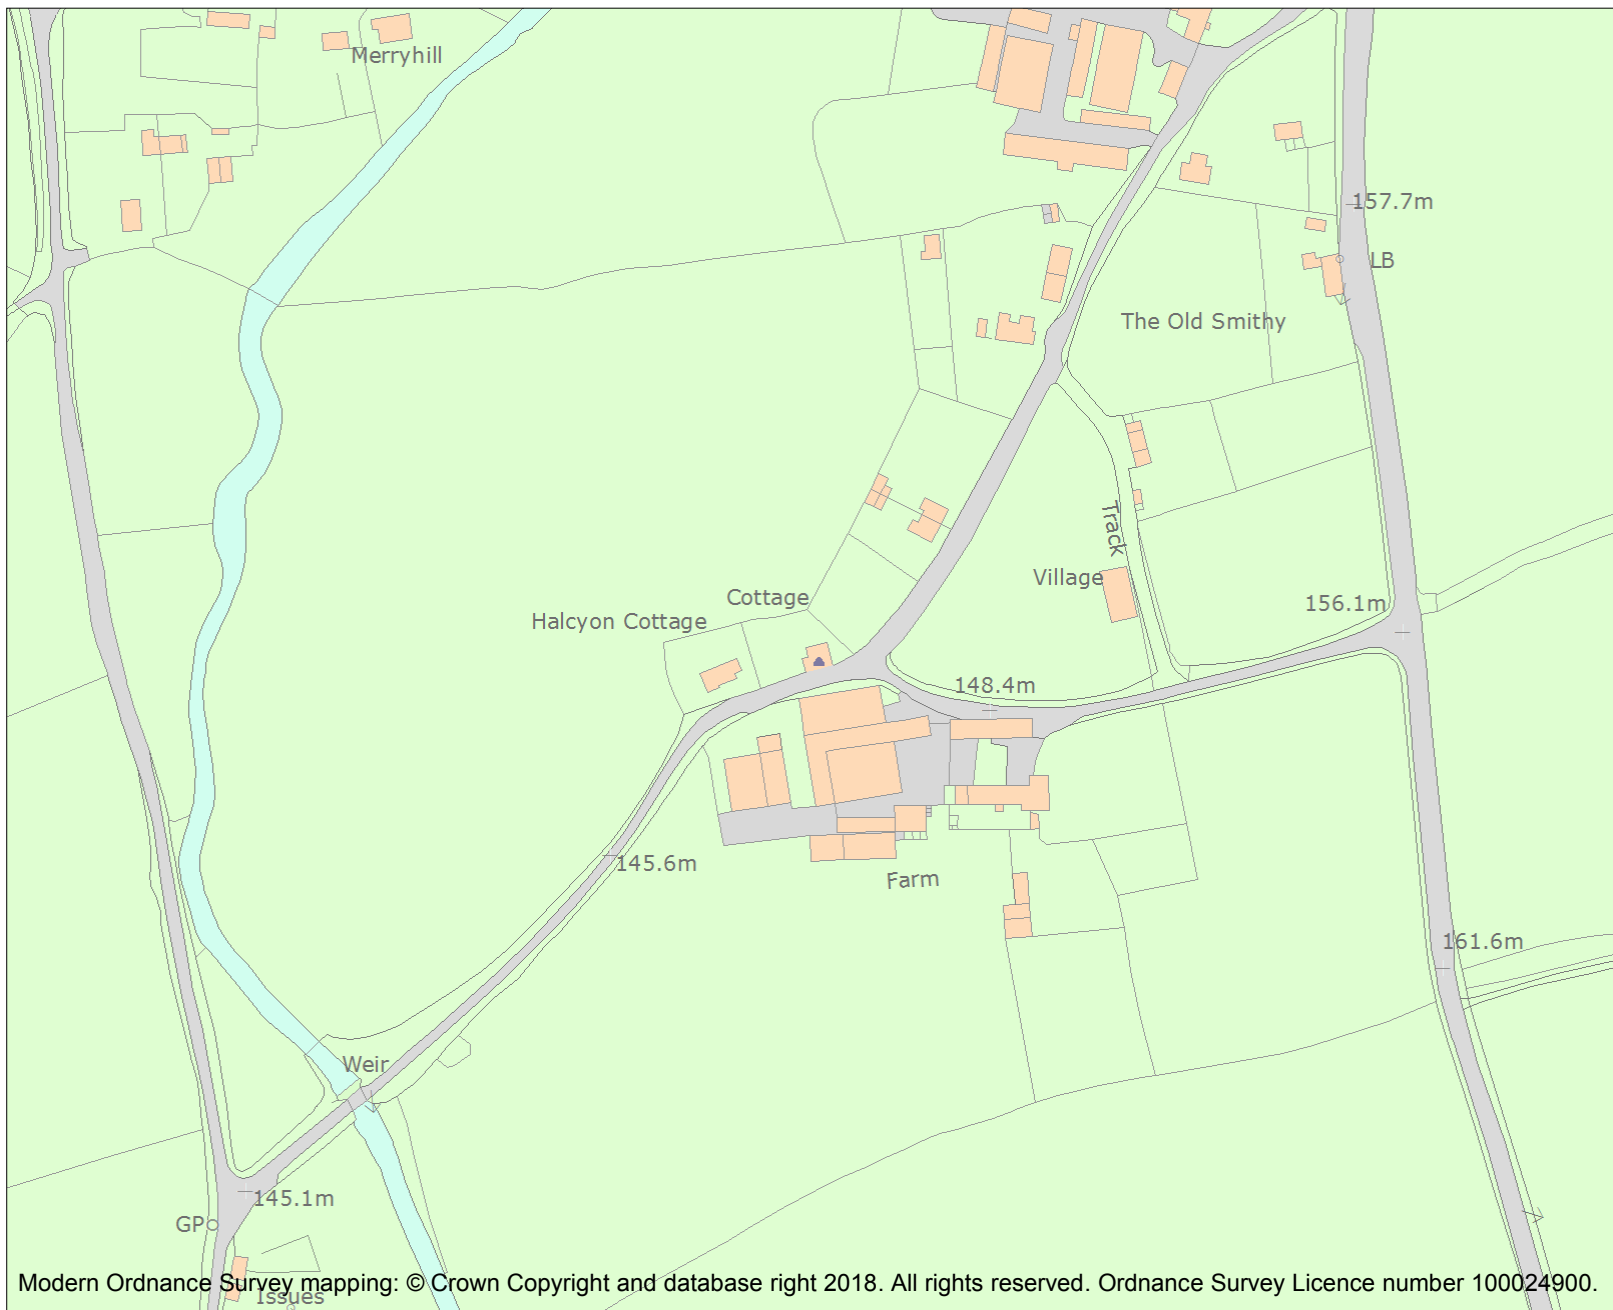 Merryhill
157.7m
LB
The Old Smithy
Track
Village
Cottage
156.1m
Halcyon Cottage
148.4m
145.6m
Farm
161.6m
Weir
145.1m
GP
Modern Ordnance Survey mapping: © Crown Copyright and database right 2018. All rights reserved. Ordnance Survey Licence number 100024900.
Issues